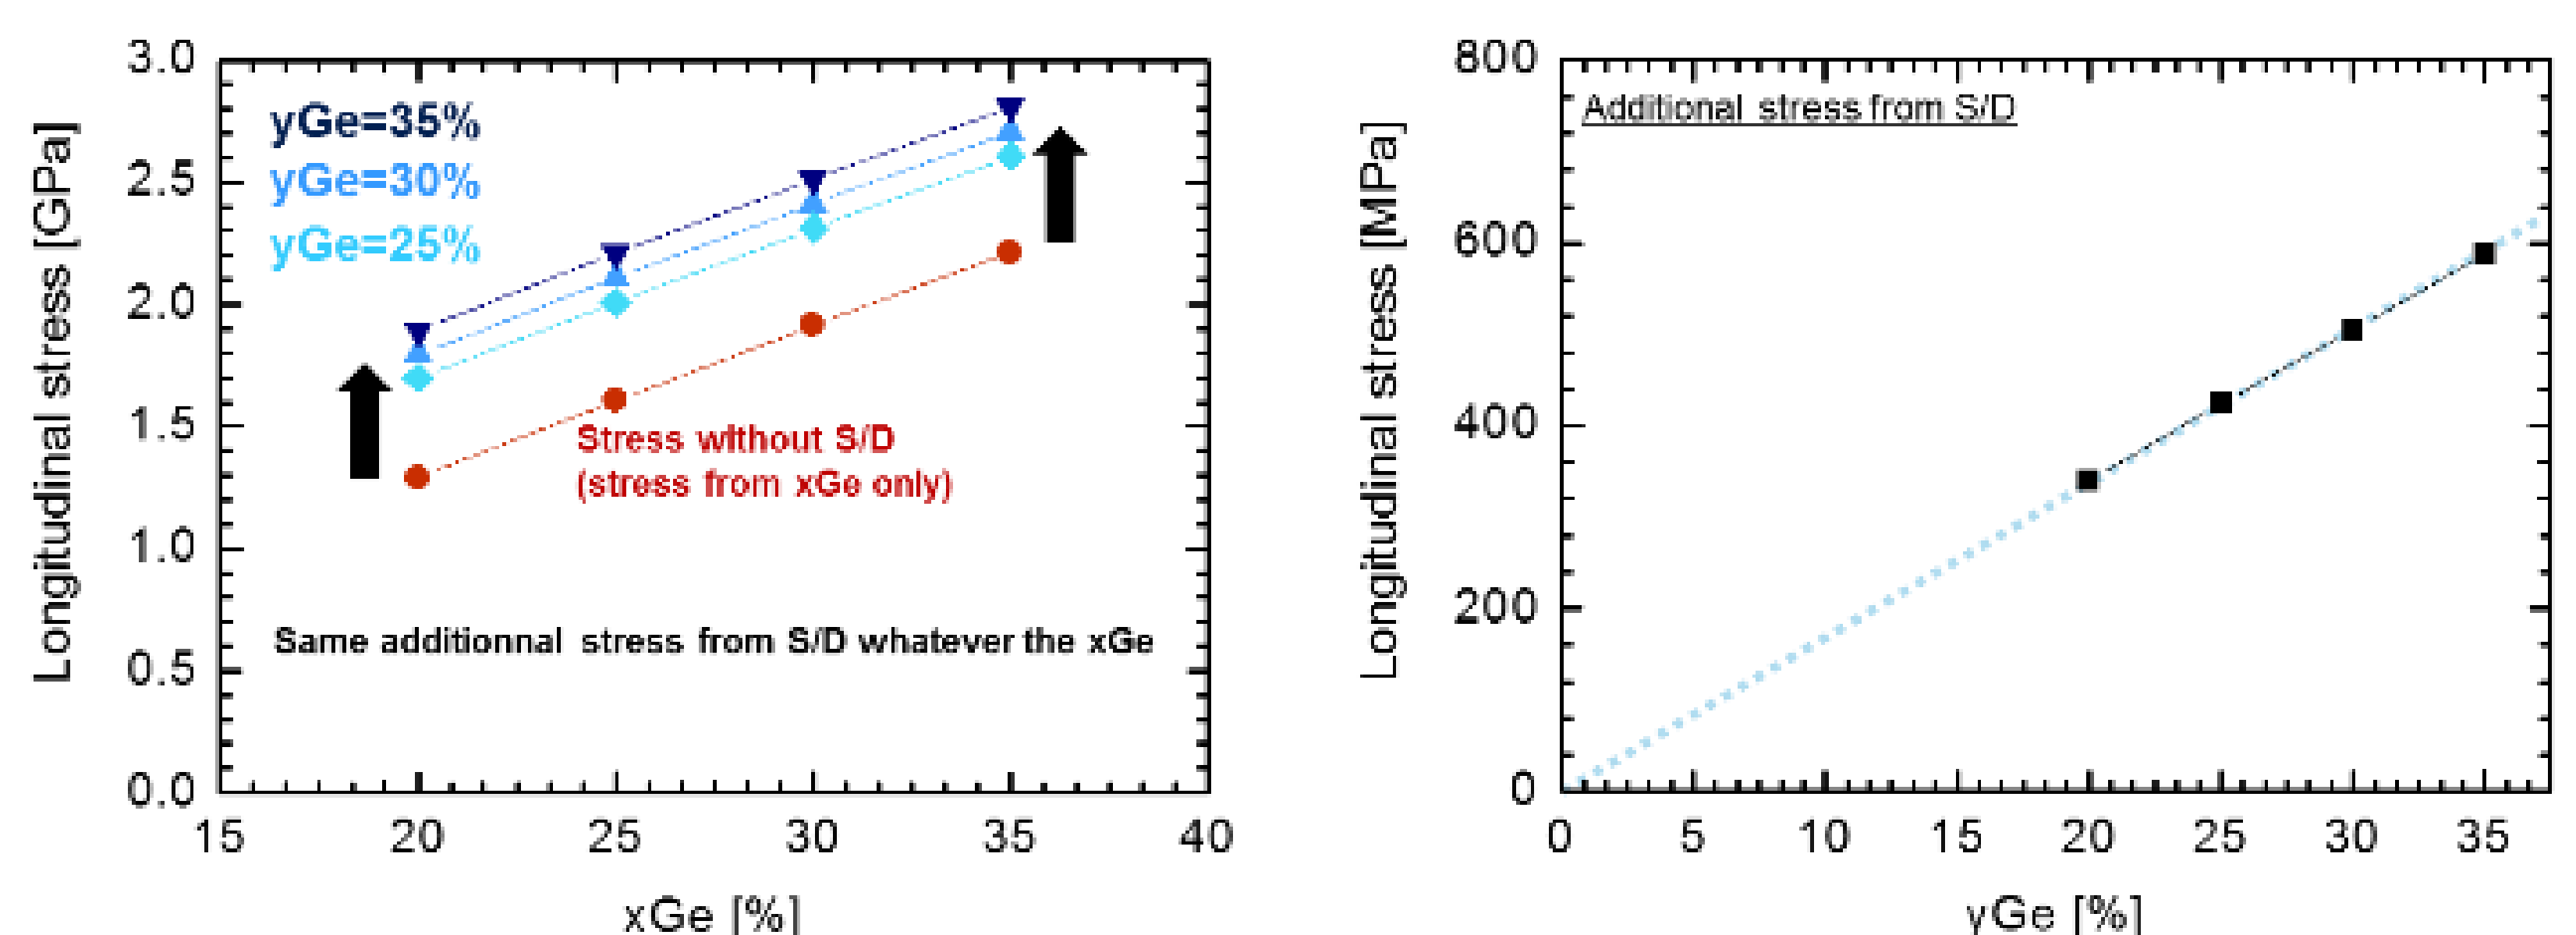 Longitudinal stress [GPa]
3.0
2.5
2.0
1.5
1.0
0.5
0.0
yGe=35%
yGe=30%
yGe=25%
Stress without S/D
(stress from xGe only)
Same additionnal stress from S/D whatever the xGe
15 20 25 30 35 40
xGe [%]
Longitudinal stress [MPa]
800
600
400
200
0
Additional stress from S/D
0 5 10 15 20 25 30 35
yGe [%]